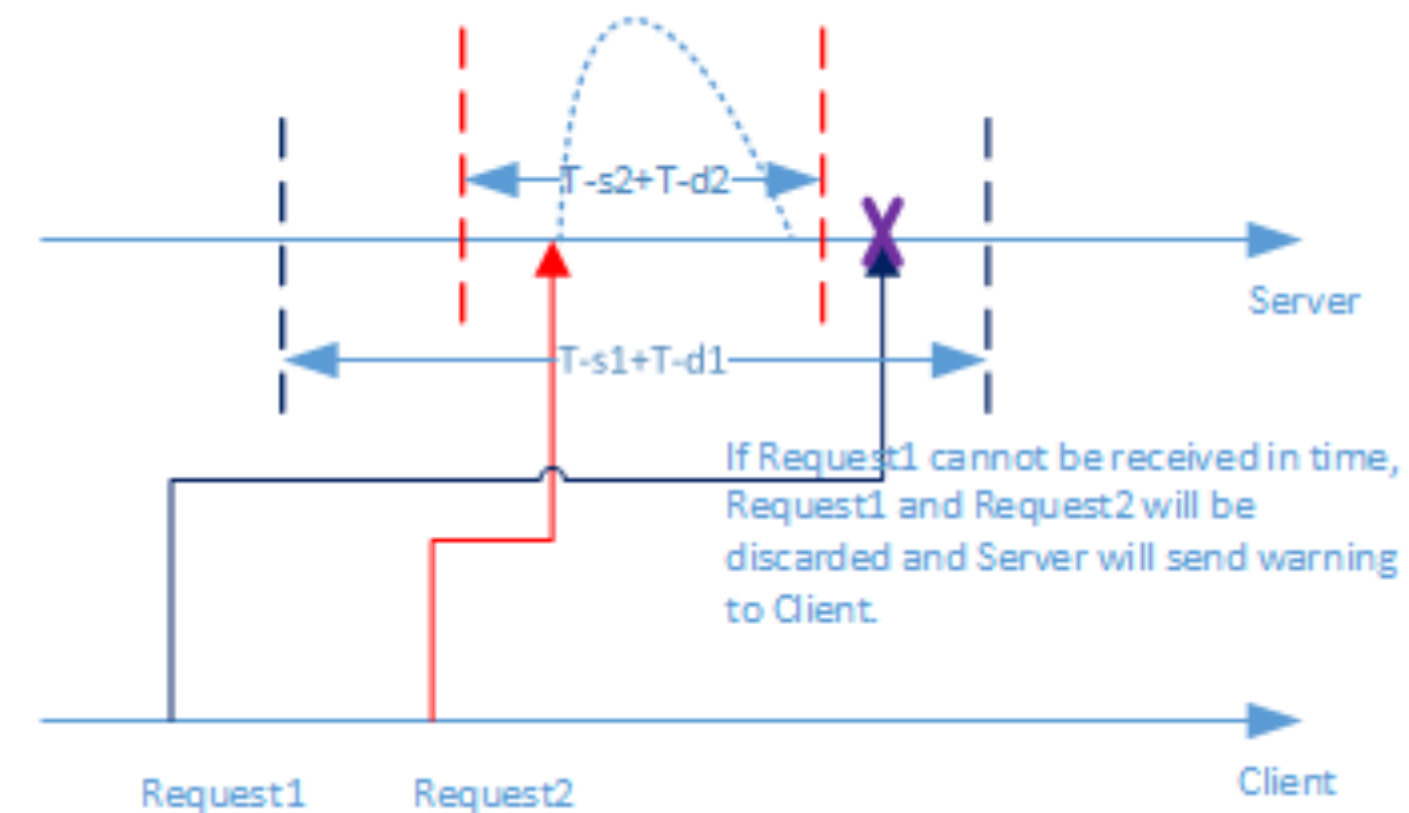 T-s2+T-d2
Server
T-s1+T-d1
If Request1 cannot be received in time,
Request1 and Request2 will be
discarded and Server will send warning
to Client.
Client
Request1
Request2